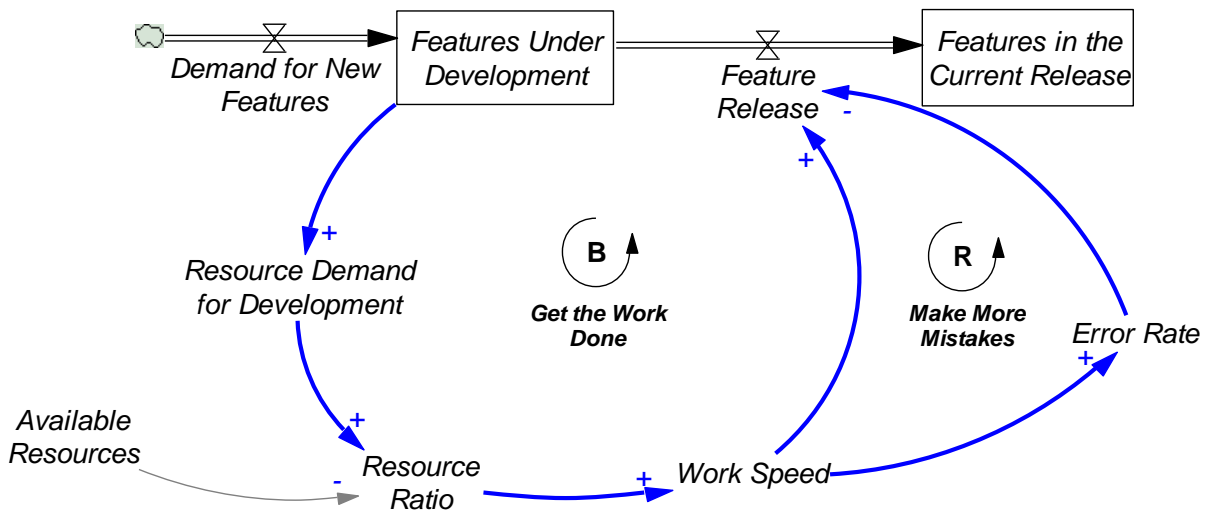 Features Under
Development
Features in the
Current Release
Demand for New
Features
Feature
Release
-
+
+
Resource Demand
for Development
B
R
Get the Work
Done
Make More
Mistakes
Error Rate
+
+
Available
Resources
-
Resource
Ratio
+
Work Speed